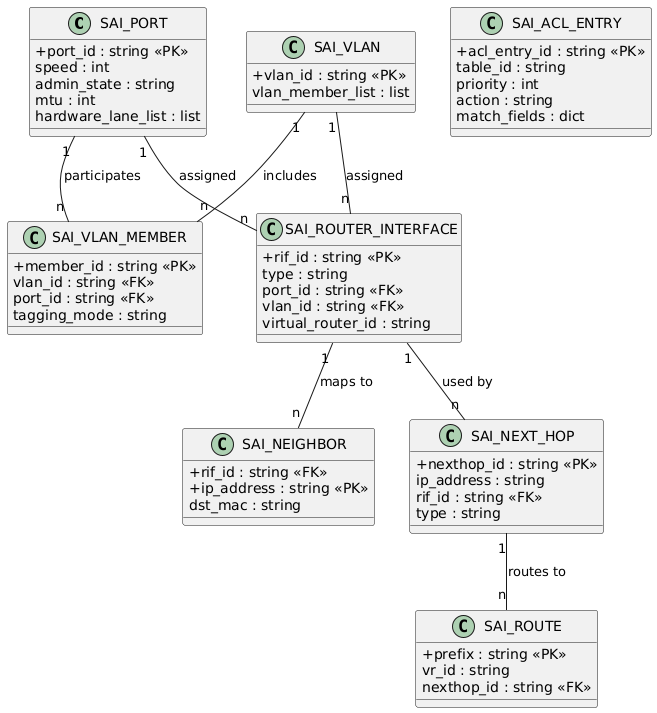 SAI_PORT
+port_id : string «PK»
speed : int
admin_state : string
mtu : int
hardware_lane_list : list
SAI_VLAN
+vlan_id : string «PK»
vlan_member_list : list
SAI_ACL_ENTRY
+acl_entry_id : string «PK»
table_id : string
priority : int
action : string
match_fields : dict
1
participates
n
1
assigned
n
1
includes
n
1
assigned
n
SAI_VLAN_MEMBER
+member_id : string «PK»
vlan_id : string «FK»
port_id : string «FK»
tagging_mode : string
SAI_ROUTER_INTERFACE
+rif_id : string «PK»
type : string
port_id : string «FK»
vlan_id : string «FK»
virtual_router_id : string
1
maps to
n
1
used by
n
SAI_NEIGHBOR
+rif_id : string «FK»
+ip_address : string «PK»
dst_mac : string
SAI_NEXT_HOP
+nexthop_id : string «PK»
ip_address : string
rif_id : string «FK»
type : string
1
routes to
n
SAI_ROUTE
+prefix : string «PK»
vr_id : string
nexthop_id : string «FK»